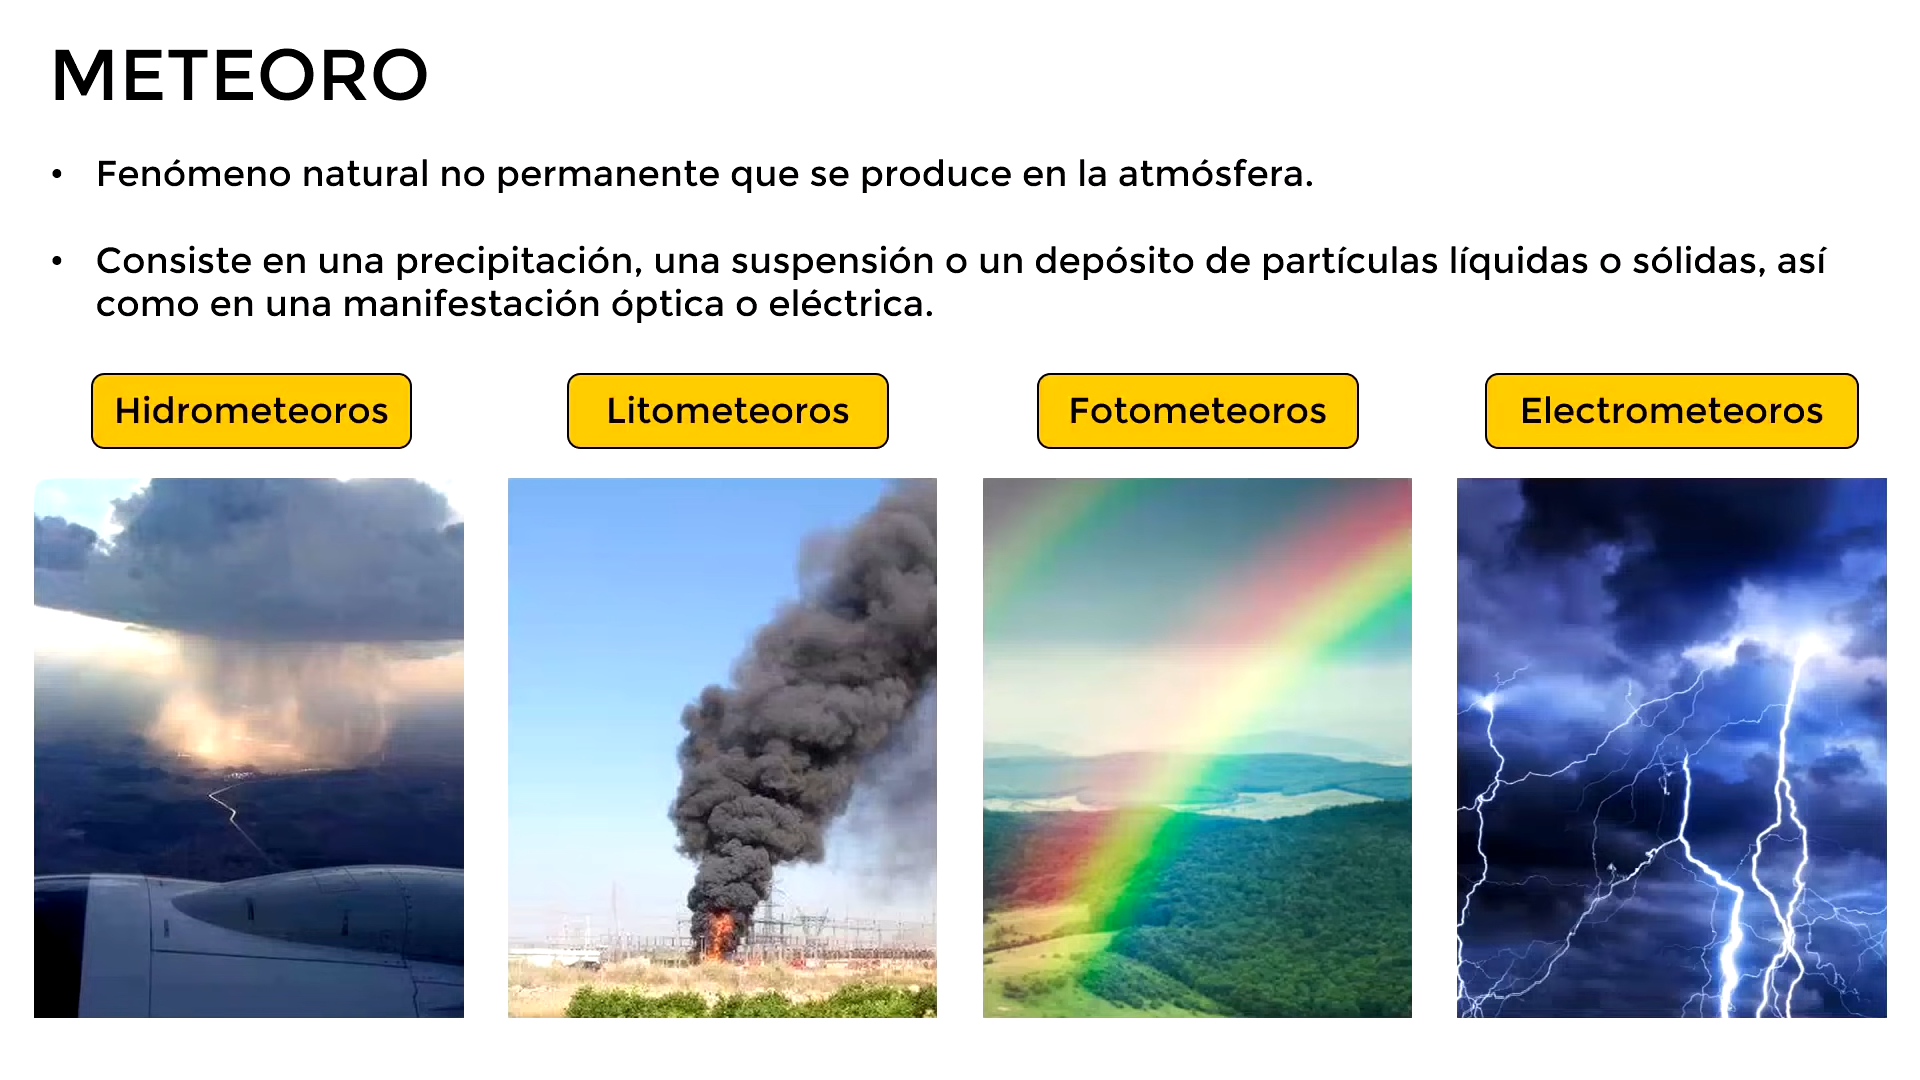 METEORO
• Fenómeno natural no permanente que se produce en la atmósfera.
• Consiste en una precipitación, una suspensión o un depósito de partículas líquidas o sólidas, así
como en una manifestación óptica o eléctrica.
Hidrometeoros
Litometeoros
Fotometeoros
Electrometeoros